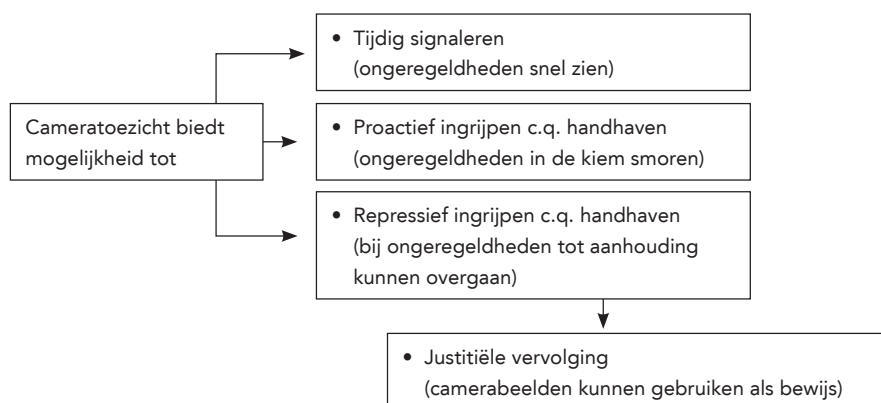 Cameratoezicht biedt
mogelijkheid tot
• Tijdig signaleren
(ongeregeldheden snel zien)
• Proactief ingrijpen c.q. handhaven
(ongeregeldheden in de kiem smoren)
• Repressief ingrijpen c.q. handhaven
(bij ongeregeldheden tot aanhouding
kunnen overgaan)
• Justitiële vervolging
(camerabeelden kunnen gebruiken als bewijs)